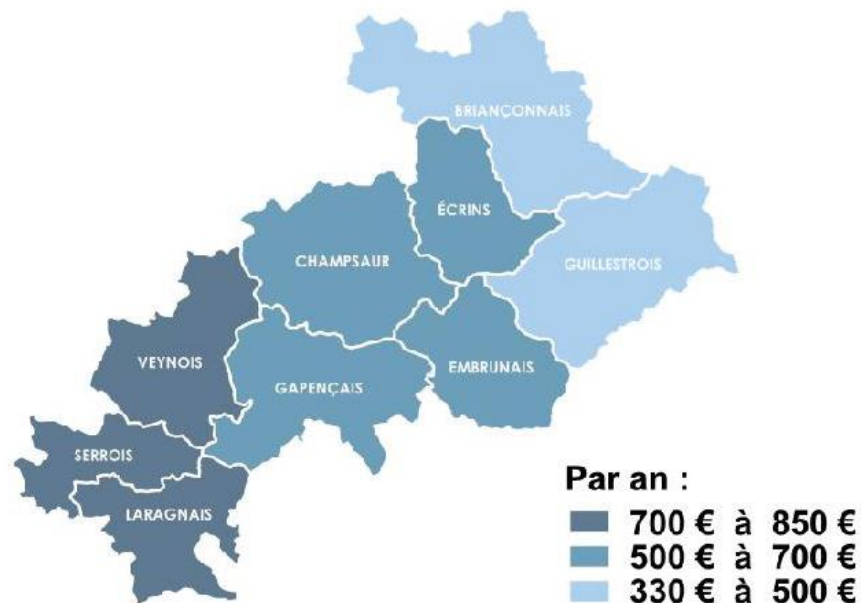 BRIANÇONNAIS
ÉCRINS
CHAMPSAUR
GUILLESTROIS
VEYNOIS
GAPENÇAIS
EMBRUNAIS
SERROIS
LARAGNAIS
Par an :
700 € à 850 €
500 € à 700 €
330 € à 500 €